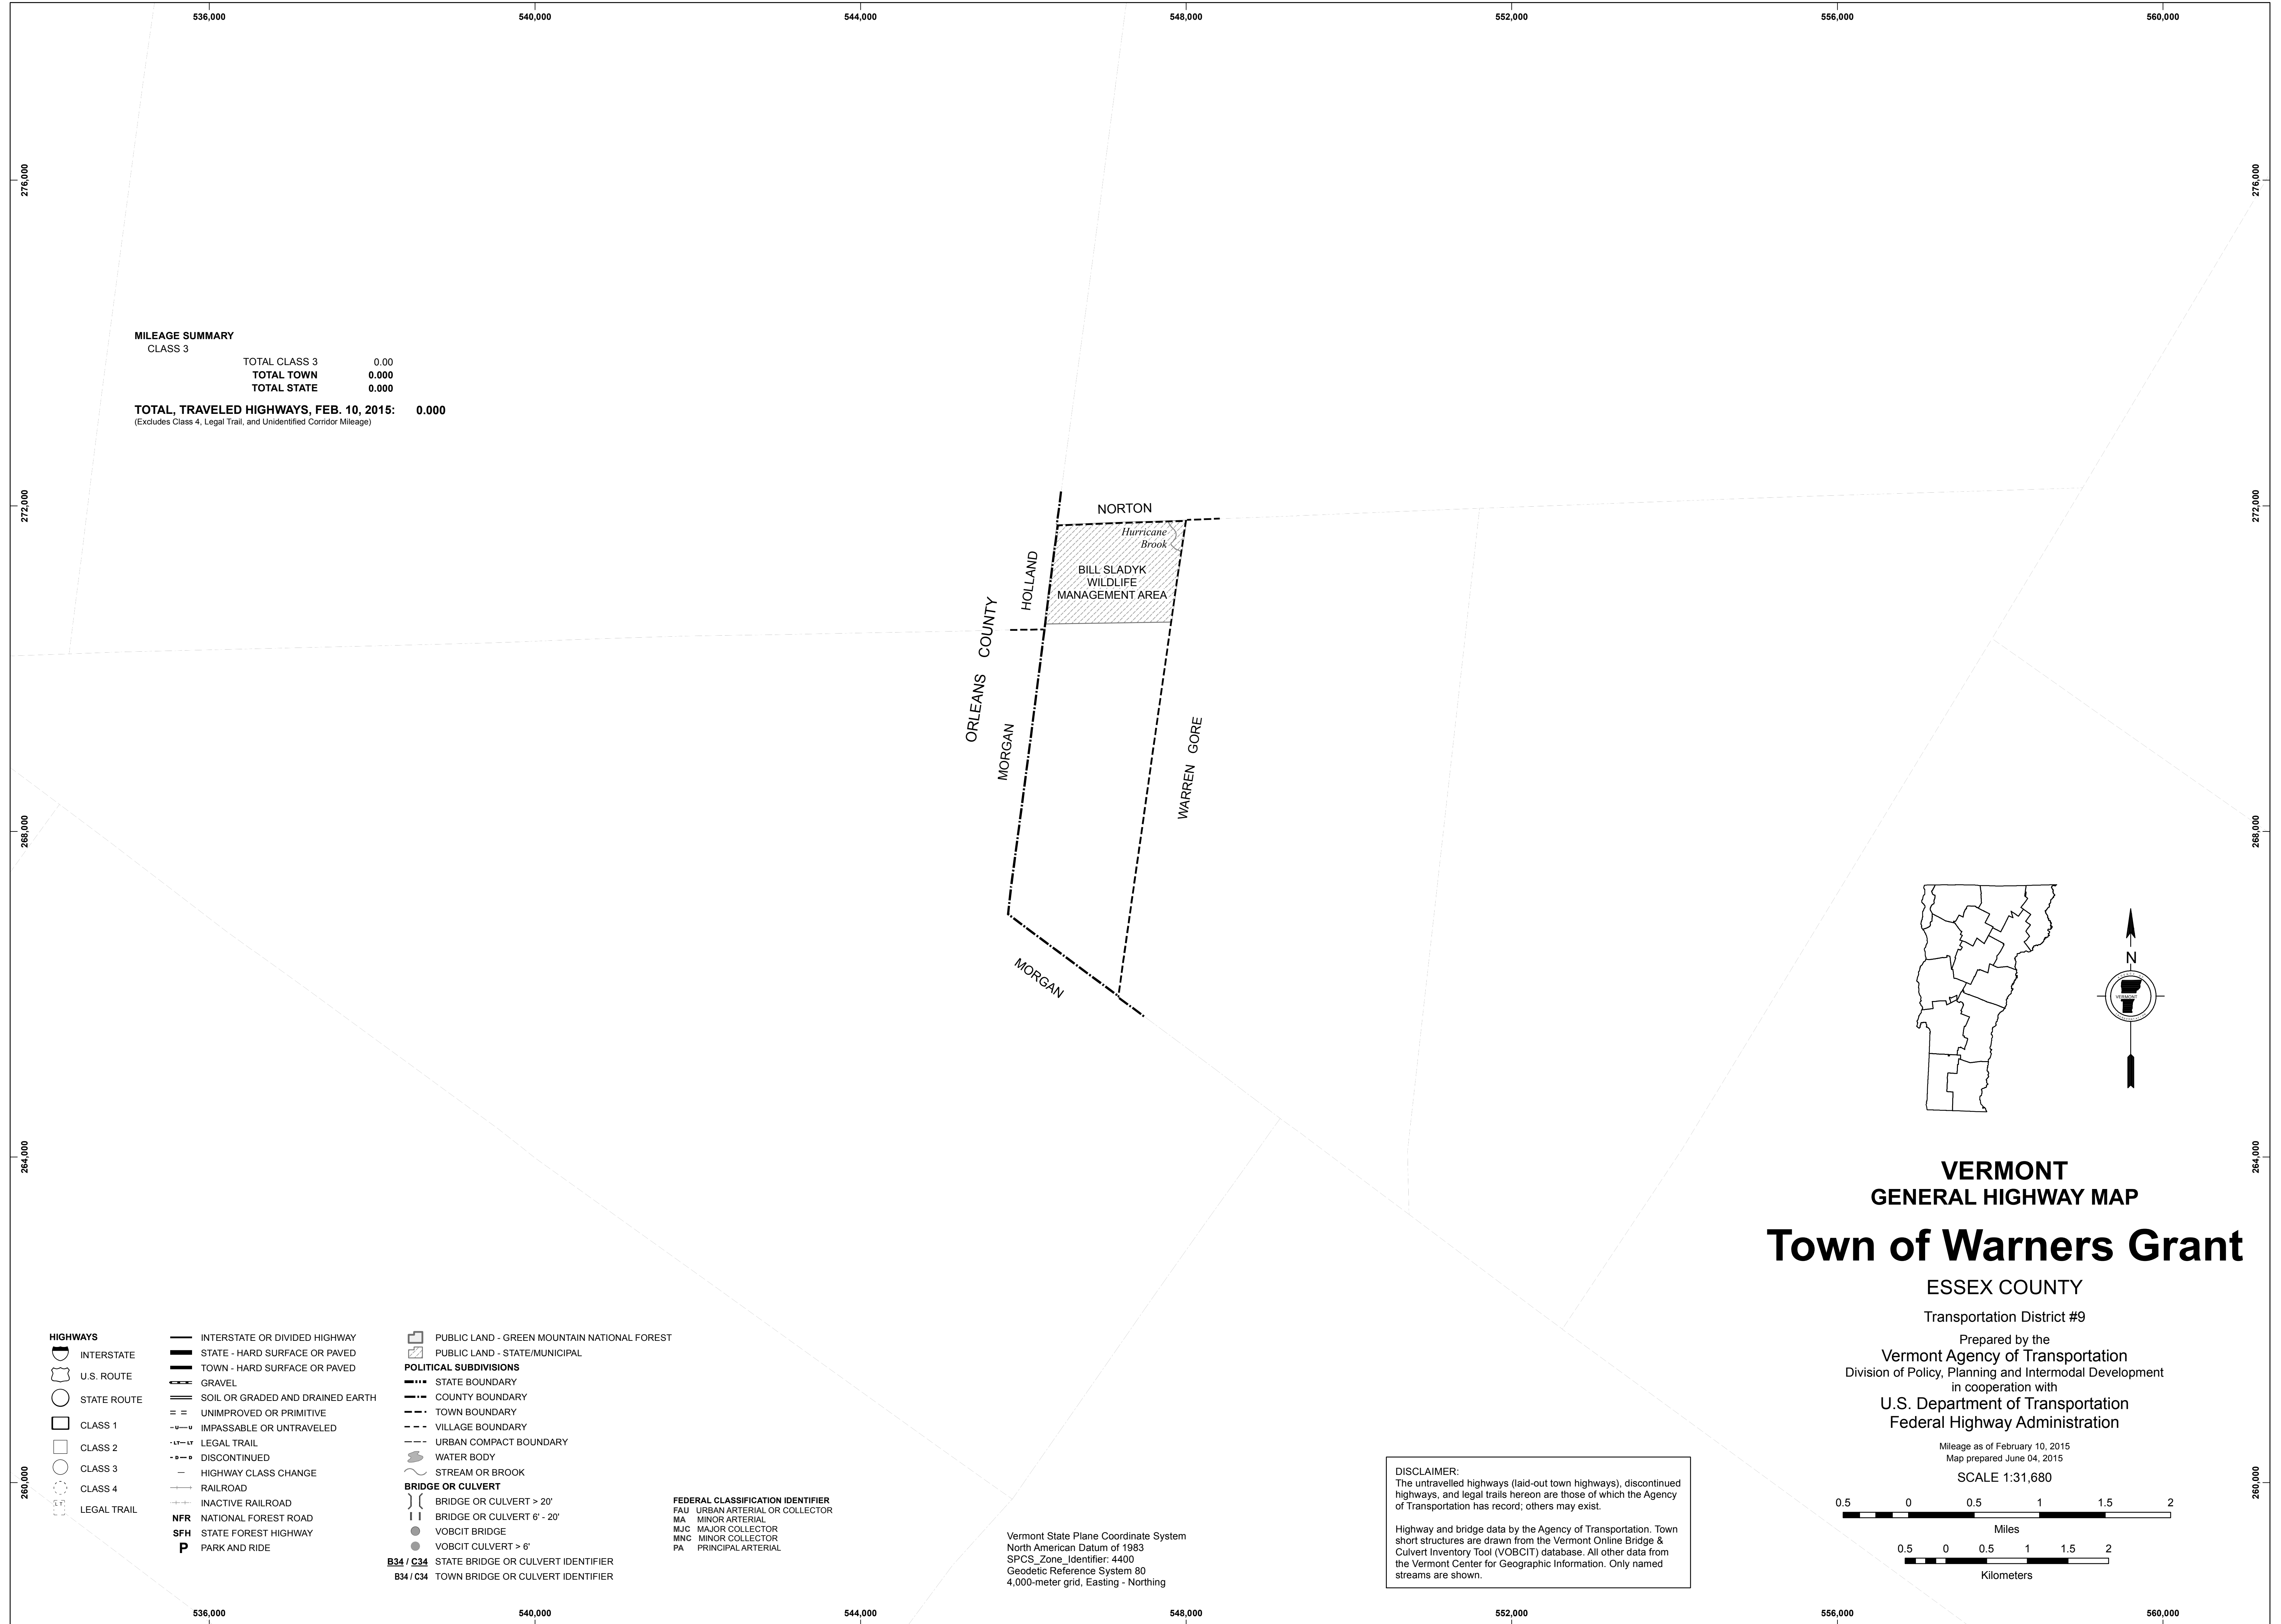 536,000
540,000
544,000
548,000
552,000
556,000
560,000
276,000
276,000
MILEAGE SUMMARY
CLASS 3
TOTAL CLASS 3 0.00
TOTAL TOWN 0.000
TOTAL STATE 0.000
TOTAL, TRAVELED HIGHWAYS, FEB. 10, 2015: 0.000
(Excludes Class 4, Legal Trail, and Unidentified Corridor Mileage)
272,000
272,000
NORTON
Hurricane
Brook
BILL SLADYK
WILDLIFE
MANAGEMENT AREA
HOLLAND
ORLEANS COUNTY
MORGAN
WARREN GORE
MORGAN
268,000
268,000
N
VERMONT
264,000
264,000
VERMONT
GENERAL HIGHWAY MAP
Town of Warners Grant
ESSEX COUNTY
Transportation District #9
Prepared by the
Vermont Agency of Transportation
Division of Policy, Planning and Intermodal Development
in cooperation with
U.S. Department of Transportation
Federal Highway Administration
Mileage as of February 10, 2015
Map prepared June 04, 2015
SCALE 1:31,680
0.5 0 0.5 1 1.5 2
Miles
0.5 0 0.5 1 1.5 2
Kilometers
260,000
260,000
HIGHWAYS
INTERSTATE
U.S. ROUTE
STATE ROUTE
CLASS 1
CLASS 2
CLASS 3
CLASS 4
LT LEGAL TRAIL
INTERSTATE OR DIVIDED HIGHWAY
STATE - HARD SURFACE OR PAVED
TOWN - HARD SURFACE OR PAVED
GRAVEL
SOIL OR GRADED AND DRAINED EARTH
UNIMPROVED OR PRIMITIVE
U U IMPASSABLE OR UNTRAVELED
LT LT LEGAL TRAIL
D D DISCONTINUED
HIGHWAY CLASS CHANGE
RAILROAD
INACTIVE RAILROAD
NFR NATIONAL FOREST ROAD
SFH STATE FOREST HIGHWAY
P PARK AND RIDE
PUBLIC LAND - GREEN MOUNTAIN NATIONAL FOREST
PUBLIC LAND - STATE/MUNICIPAL
POLITICAL SUBDIVISIONS
STATE BOUNDARY
COUNTY BOUNDARY
TOWN BOUNDARY
VILLAGE BOUNDARY
URBAN COMPACT BOUNDARY
WATER BODY
STREAM OR BROOK
BRIDGE OR CULVERT
BRIDGE OR CULVERT > 20'
BRIDGE OR CULVERT 6' - 20'
VOBCIT BRIDGE
VOBCIT CULVERT > 6'
B34 / C34 STATE BRIDGE OR CULVERT IDENTIFIER
B34 / C34 TOWN BRIDGE OR CULVERT IDENTIFIER
FEDERAL CLASSIFICATION IDENTIFIER
FAU URBAN ARTERIAL OR COLLECTOR
MA MINOR ARTERIAL
MJC MAJOR COLLECTOR
MNC MINOR COLLECTOR
PA PRINCIPAL ARTERIAL
Vermont State Plane Coordinate System
North American Datum of 1983
SPCS_Zone_Identifier: 4400
Geodetic Reference System 80
4,000-meter grid, Easting - Northing
DISCLAIMER:
The untravelled highways (laid-out town highways), discontinued
highways, and legal trails hereon are those of which the Agency
of Transportation has record; others may exist.
Highway and bridge data by the Agency of Transportation. Town
short structures are drawn from the Vermont Online Bridge &
Culvert Inventory Tool (VOBCIT) database. All other data from
the Vermont Center for Geographic Information. Only named
streams are shown.
536,000
540,000
544,000
548,000
552,000
556,000
560,000